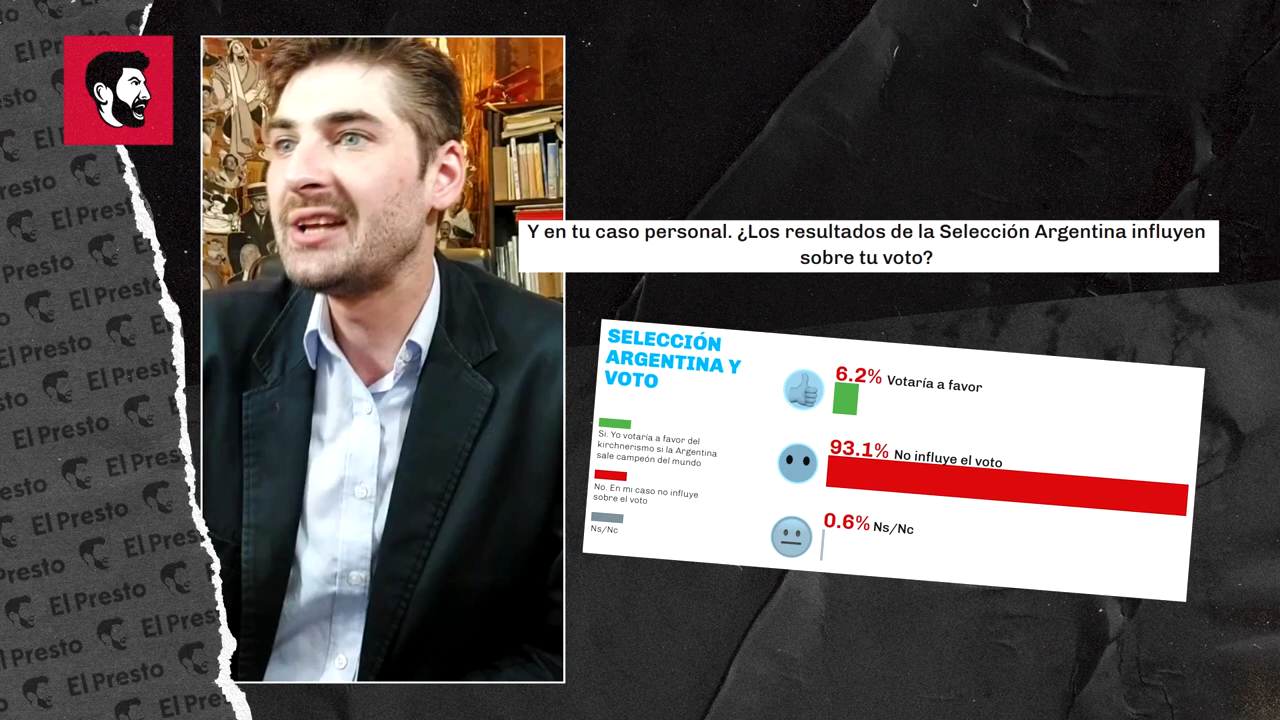 El Presto
Y en tu caso personal. ¿Los resultados de la Selección Argentina influyen
sobre tu voto?
SELECCIÓN
ARGENTINA Y
VOTO
Si. Yo votaría a favor del
kirchnerismo si la Argentina
sale campeón del mundo
No. En mi caso no influye
sobre el voto
Ns/Nc
6.2% Votaría a favor
93.1% No influye el voto
0.6% Ns/Nc